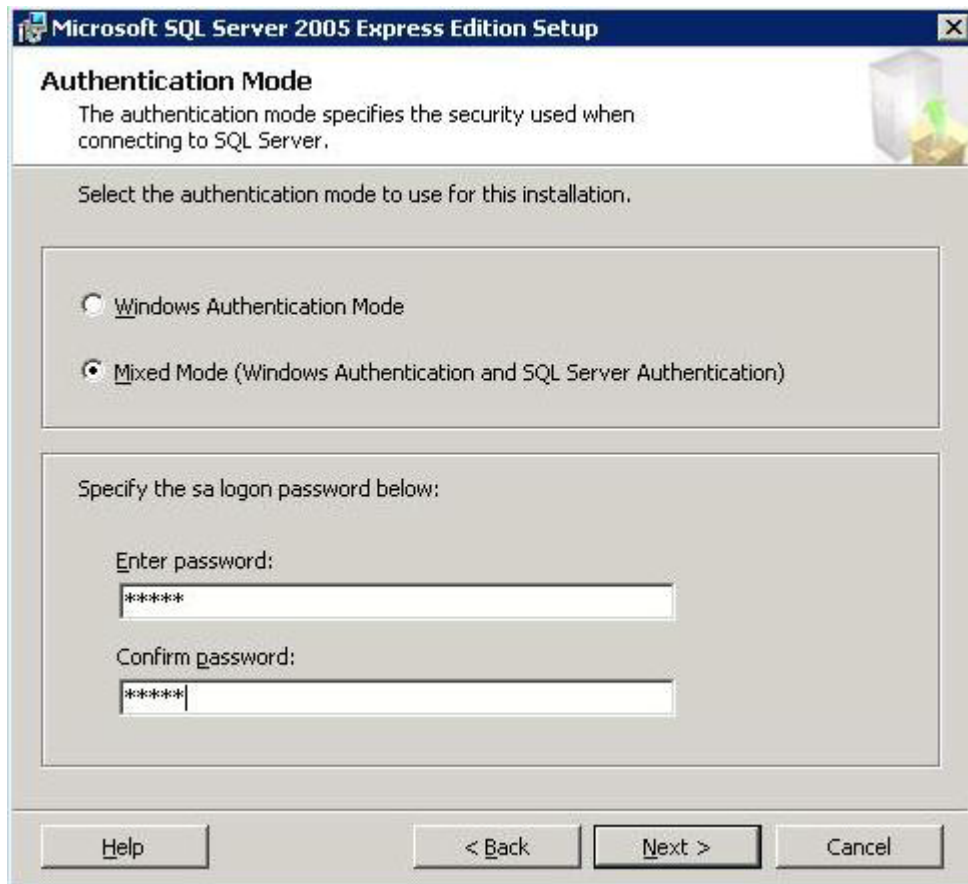 Microsoft SQL Server 2005 Express Edition Setup
Authentication Mode
The authentication mode specifies the security used when
connecting to SQL Server.
Select the authentication mode to use for this installation.
Windows Authentication Mode
Mixed Mode (Windows Authentication and SQL Server Authentication)
Specify the sa logon password below:
Enter password:
*****
Confirm password:
*****
Help
< Back
Next >
Cancel